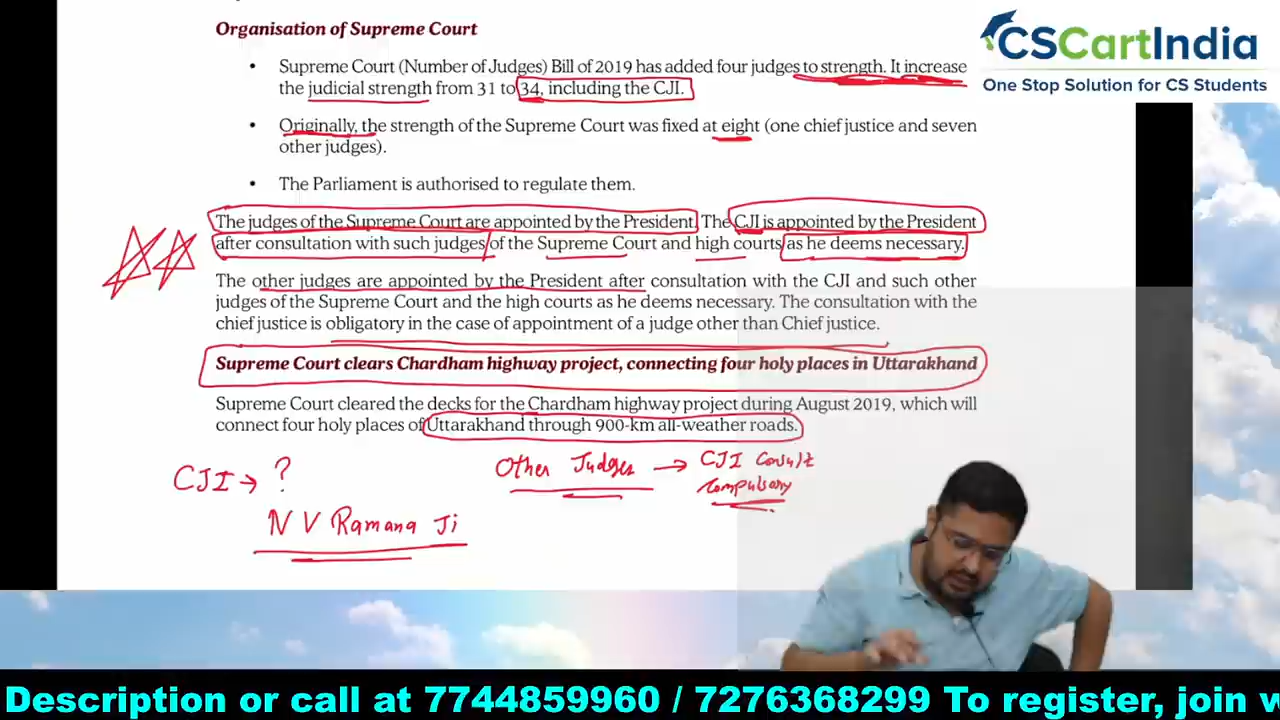 Organisation of Supreme Court
CSCartIndia
One Stop Solution for CS Students
• Supreme Court (Number of Judges) Bill of 2019 has added four judges to strength. It increase
the judicial strength from 31 to 34, including the CJI.
• Originally, the strength of the Supreme Court was fixed at eight (one chief justice and seven
other judges).
• The Parliament is authorised to regulate them.
The judges of the Supreme Court are appointed by the President. The CJI is appointed by the President
after consultation with such judges of the Supreme Court and high courts as he deems necessary.
The other judges are appointed by the President after consultation with the CJI and such other
judges of the Supreme Court and the high courts as he deems necessary. The consultation with the
chief justice is obligatory in the case of appointment of a judge other than Chief justice.
Supreme Court clears Chardham highway project, connecting four holy places in Uttarakhand
Supreme Court cleared the decks for the Chardham highway project during August 2019, which will
connect four holy places of Uttarakhand through 900-km all-weather roads.
CJI → ?
N V Ramana Ji
Other Judges → CJI Consult
Compulsary
Description or call at 7744859960 / 7276368299 To register, join v